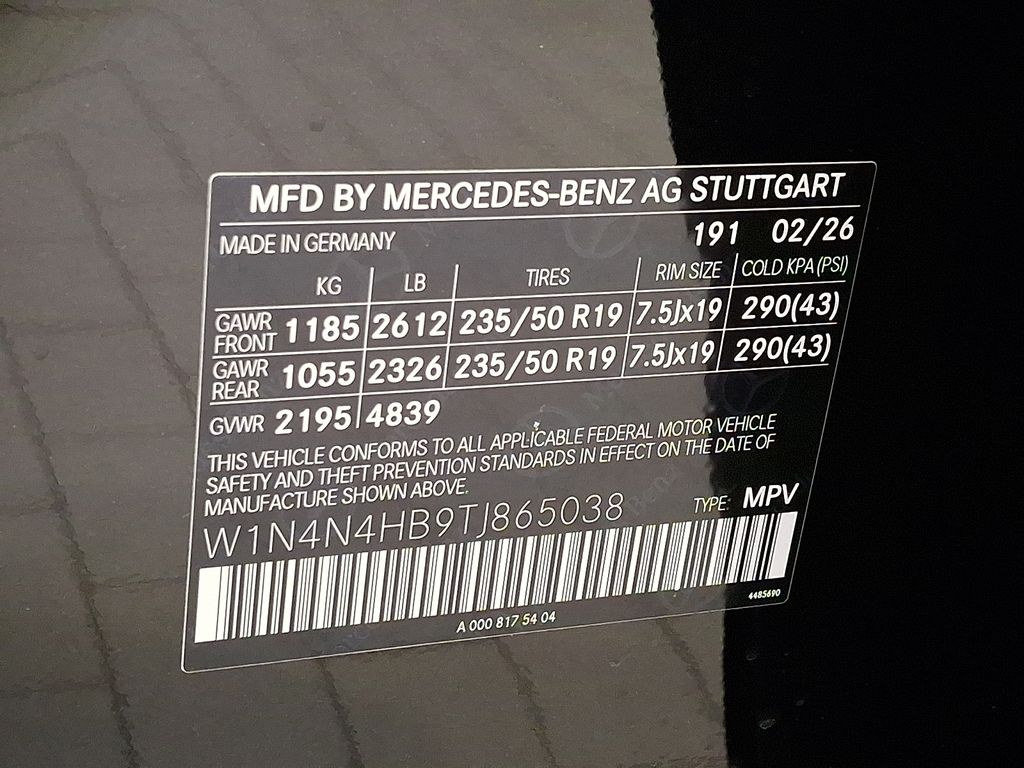 MFD BY MERCEDES-BENZ AG STUTTGART
MADE IN GERMANY 191 02/26
KG LB TIRES RIM SIZE COLD KPA (PSI)
GAWR FRONT 1185 2612 235/50 R19 7.5Jx19 290(43)
GAWR REAR 1055 2326 235/50 R19 7.5Jx19 290(43)
GVWR 2195 4839
THIS VEHICLE CONFORMS TO ALL APPLICABLE FEDERAL MOTOR VEHICLE
SAFETY AND THEFT PREVENTION STANDARDS IN EFFECT ON THE DATE OF
MANUFACTURE SHOWN ABOVE.
W1N4N4HB9TJ865038 TYPE: MPV
4485690
A 000 817 54 04